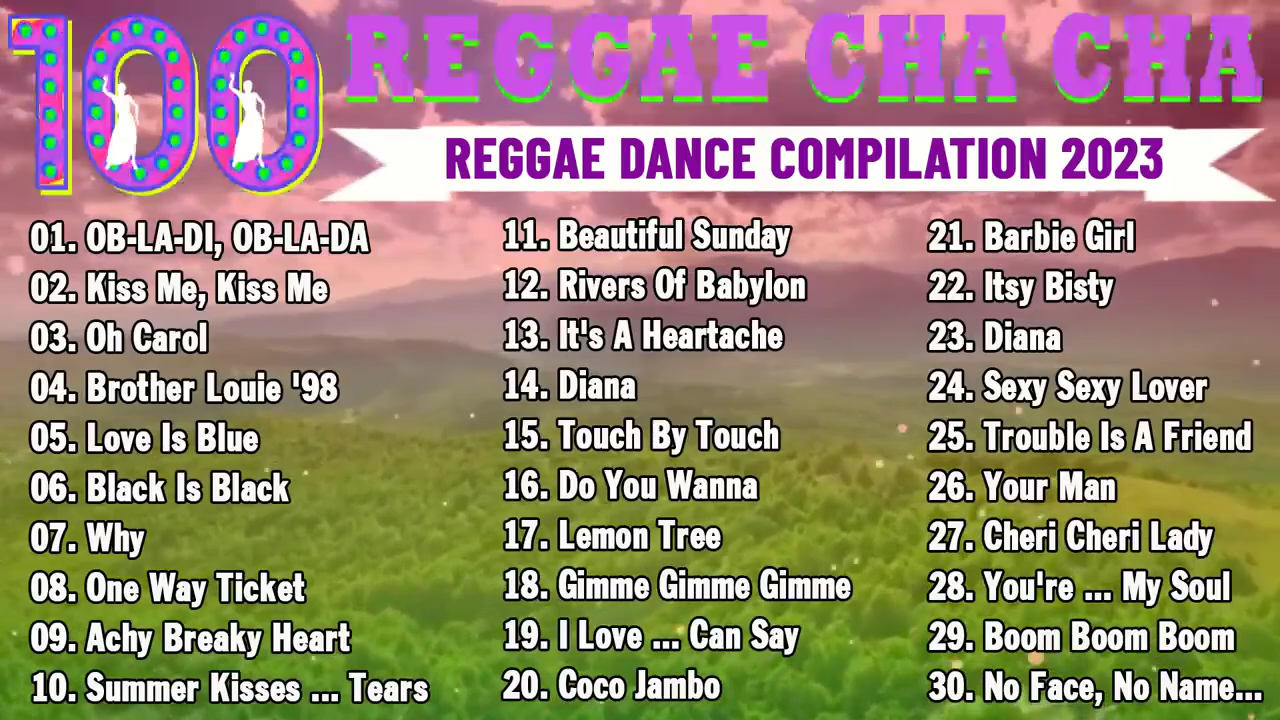 100 REGGAE CHA CHA
REGGAE DANCE COMPILATION 2023
01. OB-LA-DI, OB-LA-DA
02. Kiss Me, Kiss Me
03. Oh Carol
04. Brother Louie '98
05. Love Is Blue
06. Black Is Black
07. Why
08. One Way Ticket
09. Achy Breaky Heart
10. Summer Kisses ... Tears
11. Beautiful Sunday
12. Rivers Of Babylon
13. It's A Heartache
14. Diana
15. Touch By Touch
16. Do You Wanna
17. Lemon Tree
18. Gimme Gimme Gimme
19. I Love ... Can Say
20. Coco Jambo
21. Barbie Girl
22. Itsy Bisty
23. Diana
24. Sexy Sexy Lover
25. Trouble Is A Friend
26. Your Man
27. Cheri Cheri Lady
28. You're ... My Soul
29. Boom Boom Boom
30. No Face, No Name...